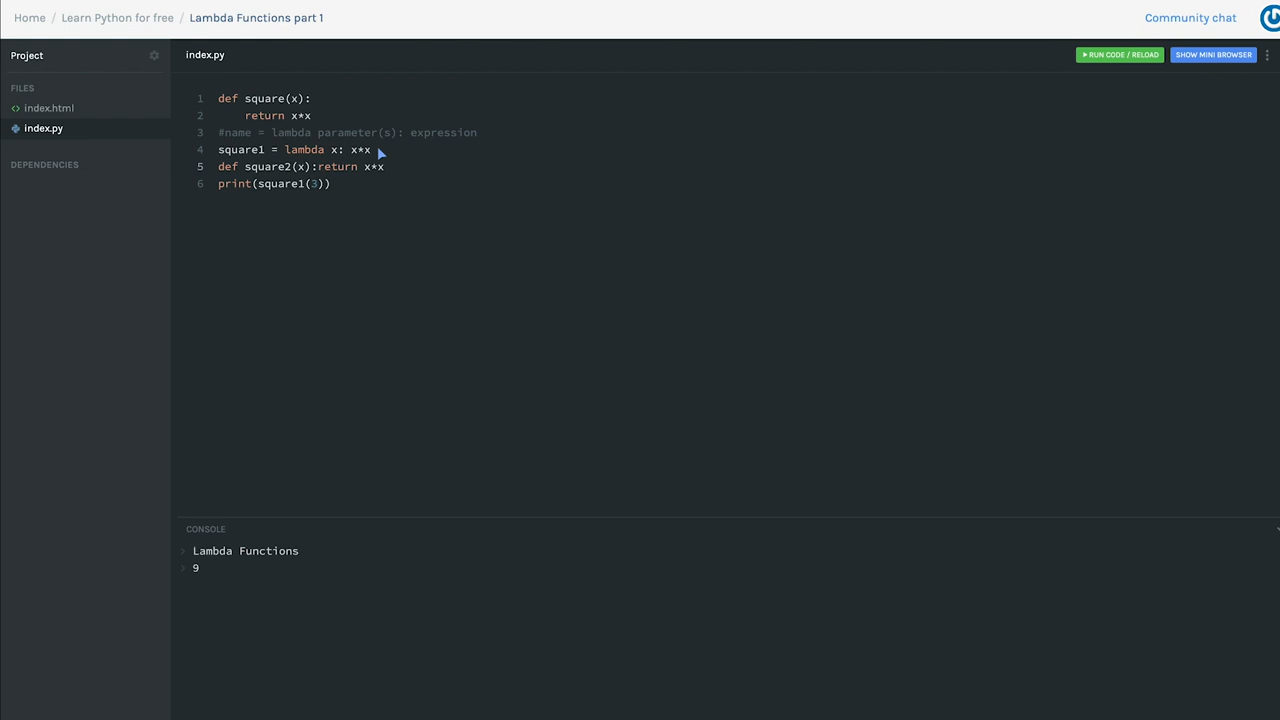 Home / Learn Python for free / Lambda Functions part 1
Community chat
Project
index.py
RUN CODE / RELOAD
SHOW MINI BROWSER
FILES
<> index.html
index.py
DEPENDENCIES
1 def square(x):
2     return x*x
3 #name = lambda parameter(s): expression
4 square1 = lambda x: x*x
5 def square2(x):return x*x
6 print(square1(3))
CONSOLE
> Lambda Functions
> 9